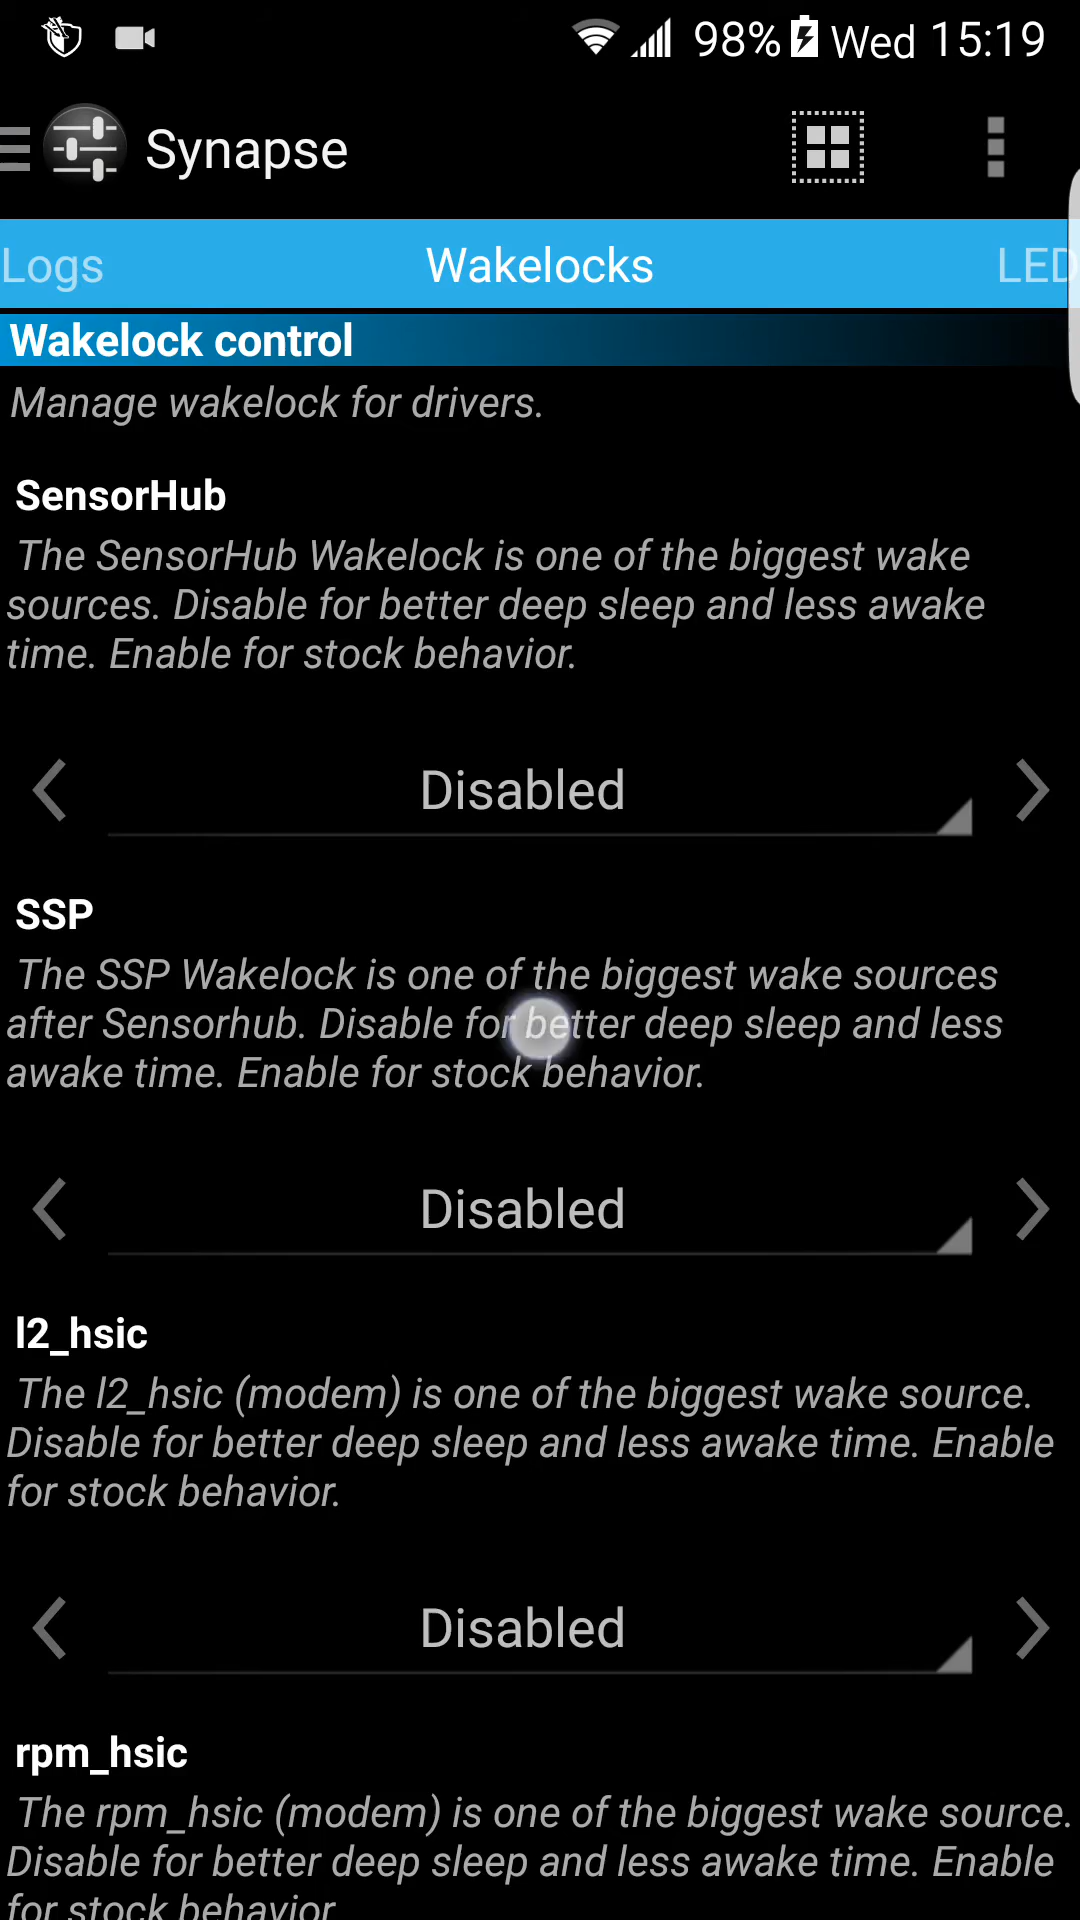 98% Wed 15:19
Synapse
Logs Wakelocks LED
Wakelock control
Manage wakelock for drivers.
SensorHub
The SensorHub Wakelock is one of the biggest wake
sources. Disable for better deep sleep and less awake
time. Enable for stock behavior.
Disabled
SSP
The SSP Wakelock is one of the biggest wake sources
after Sensorhub. Disable for better deep sleep and less
awake time. Enable for stock behavior.
Disabled
l2_hsic
The l2_hsic (modem) is one of the biggest wake source.
Disable for better deep sleep and less awake time. Enable
for stock behavior.
Disabled
rpm_hsic
The rpm_hsic (modem) is one of the biggest wake source.
Disable for better deep sleep and less awake time. Enable
for stock behavior